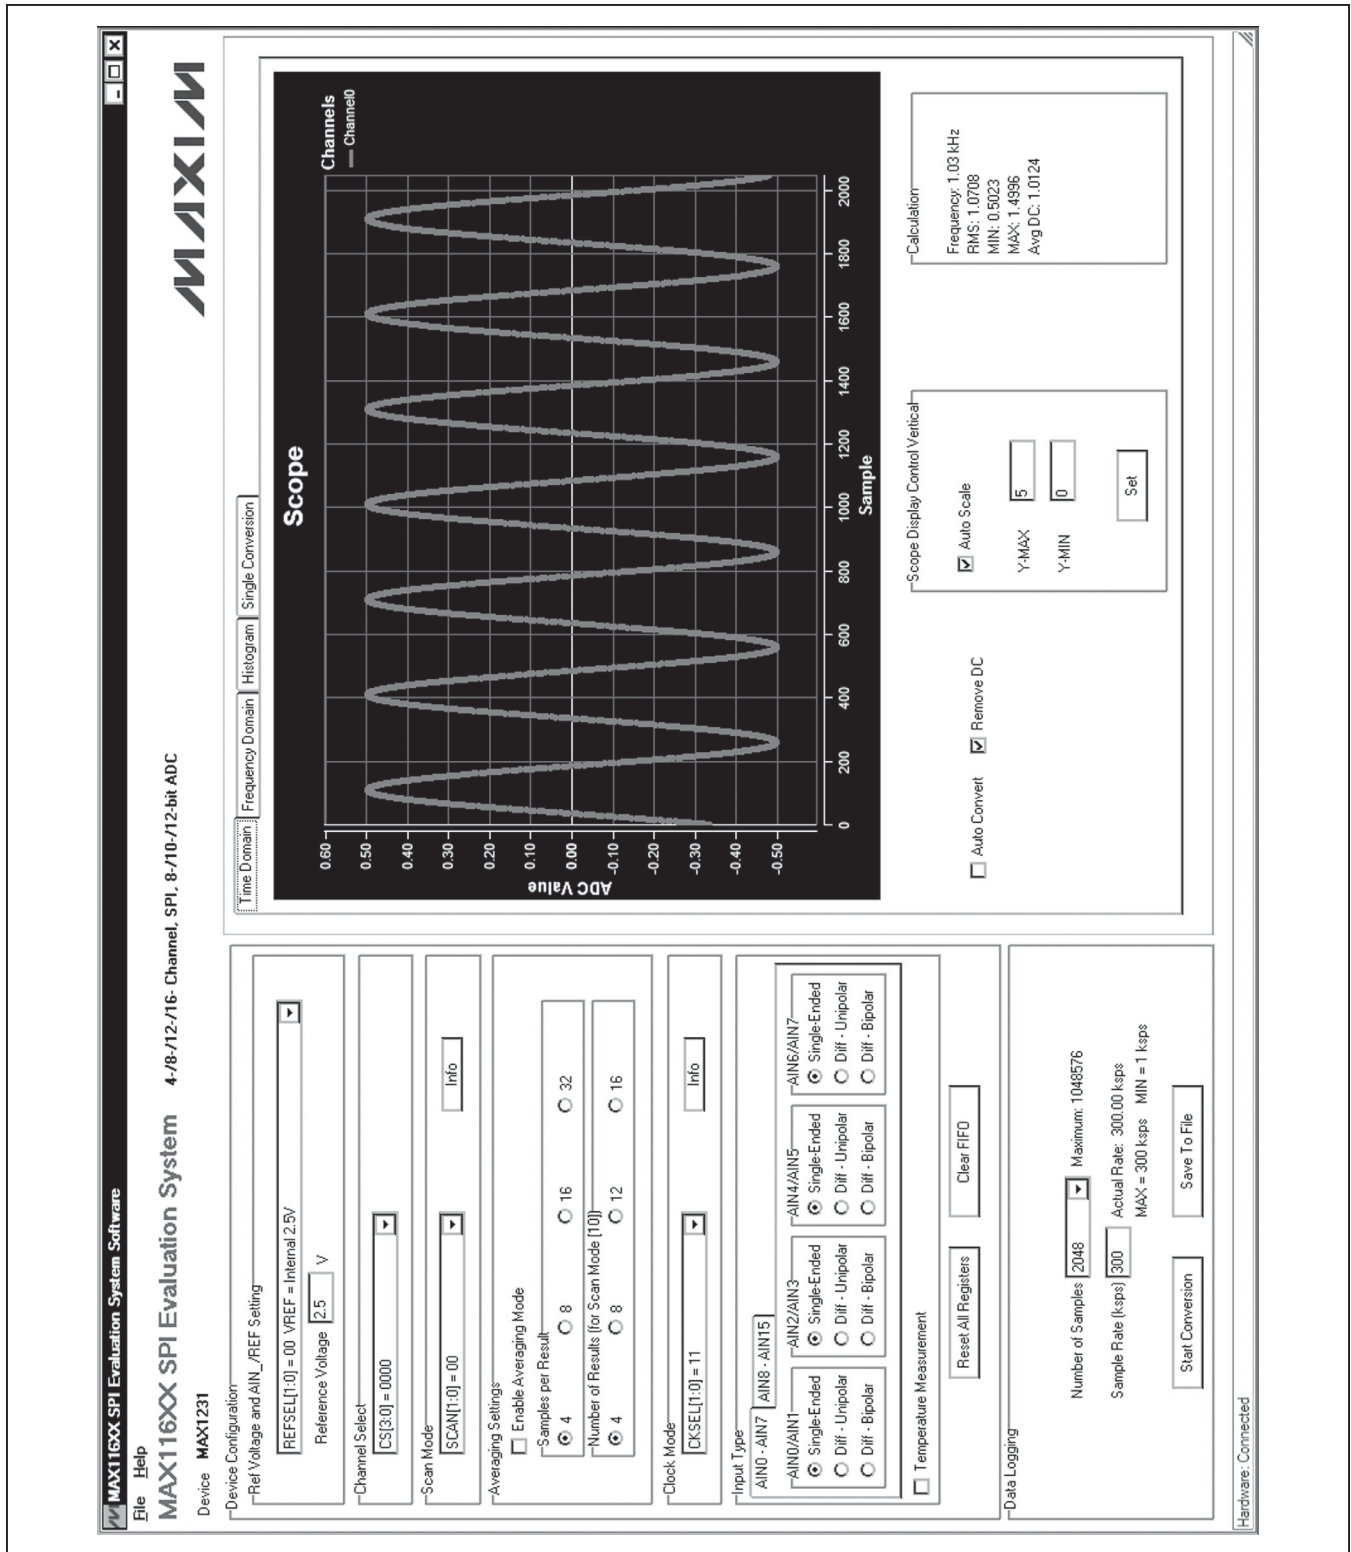 MAX116XX SPI Evaluation System Software
File Help
MAX116XX SPI Evaluation System 4-/8-/12-/16- Channel, SPI, 8-/10-/12-bit ADC
MAXIM
Device MAX1231
Device Configuration
Ref Voltage and AIN_/REF Setting
REFSEL[1:0] = 00 VREF = Internal 2.5V
Reference Voltage 2.5 V
Channel Select
CS[3:0] = 0000
Scan Mode
SCAN[1:0] = 00
Info
Averaging Settings
Enable Averaging Mode
Samples per Result
4 8 16 32
Number of Results (for Scan Mode [10])
4 8 12 16
Clock Mode
CKSEL[1:0] = 11
Info
Input Type
AIN0 - AIN7 AIN8 - AIN15
AIN0/AIN1
Single-Ended
Diff - Unipolar
Diff - Bipolar
AIN2/AIN3
Single-Ended
Diff - Unipolar
Diff - Bipolar
AIN4/AIN5
Single-Ended
Diff - Unipolar
Diff - Bipolar
AIN6/AIN7
Single-Ended
Diff - Unipolar
Diff - Bipolar
Temperature Measurement
Reset All Registers
Clear FIFO
Data Logging
Number of Samples 2048 Maximum: 1048576
Sample Rate (ksps) 300 Actual Rate: 300.00 ksps
MAX = 300 ksps MIN = 1 ksps
Start Conversion
Save To File
Hardware: Connected
Time Domain Frequency Domain Histogram Single Conversion
Scope
Channels
Channel0
ADC Value
0.60
0.50
0.40
0.30
0.20
0.10
0.00
-0.10
-0.20
-0.30
-0.40
-0.50
0 200 400 600 800 1000 1200 1400 1600 1800 2000
Sample
Auto Convert
Remove DC
Scope Display Control Vertical
Auto Scale
Y-MAX 5
Y-MIN 0
Set
Calculation
Frequency: 1.03 kHz
RMS: 1.0708
MIN: 0.5023
MAX: 1.4996
Avg DC: 1.0124